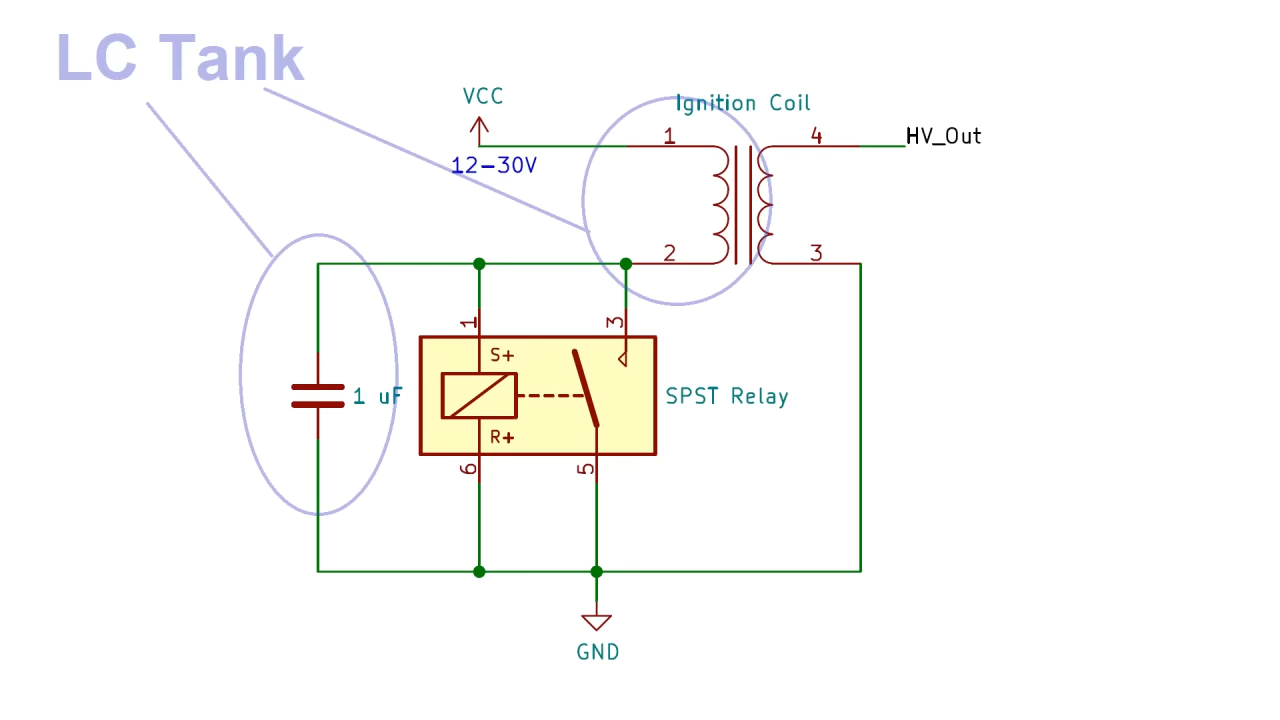 LC Tank
VCC
12-30V
Ignition Coil
1
4
HV_Out
2
3
1
3
S+
1 uF
SPST Relay
R+
6
5
GND